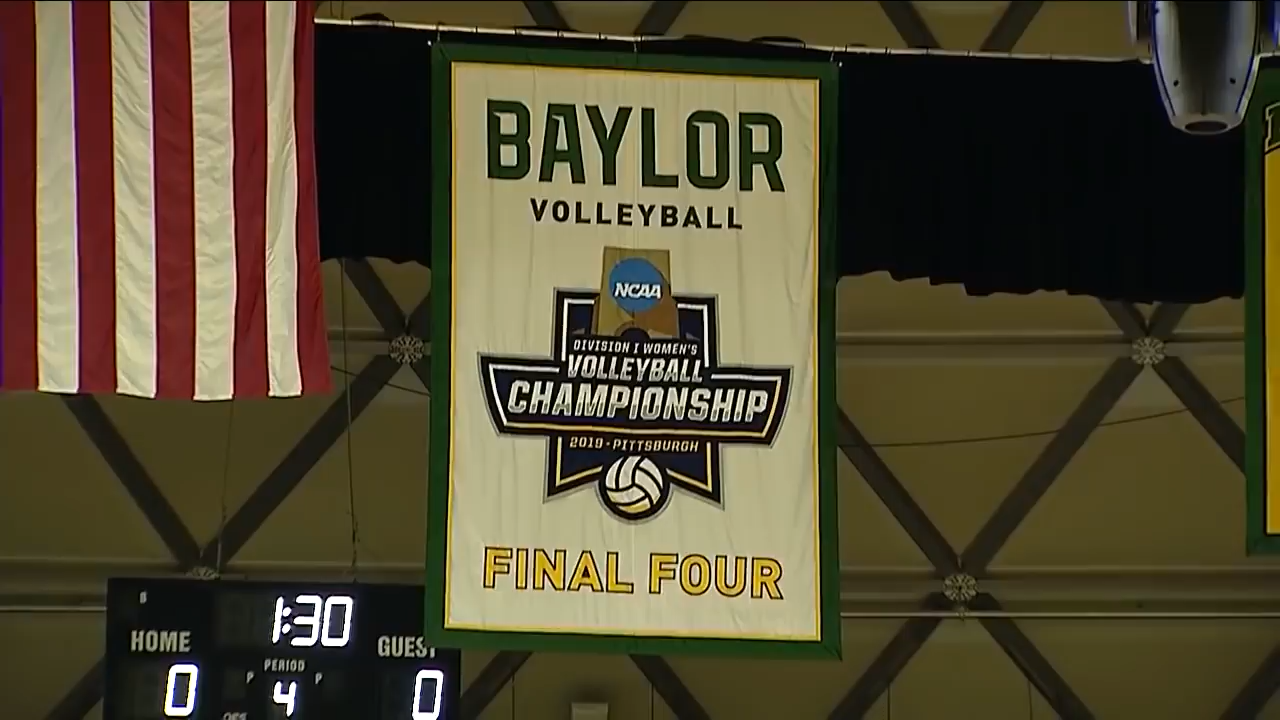 BAYLOR
VOLLEYBALL
NCAA
DIVISION I WOMEN'S
VOLLEYBALL
CHAMPIONSHIP
2019 - PITTSBURGH
FINAL FOUR
1:30
HOME GUEST
PERIOD
0 P 4 P 0